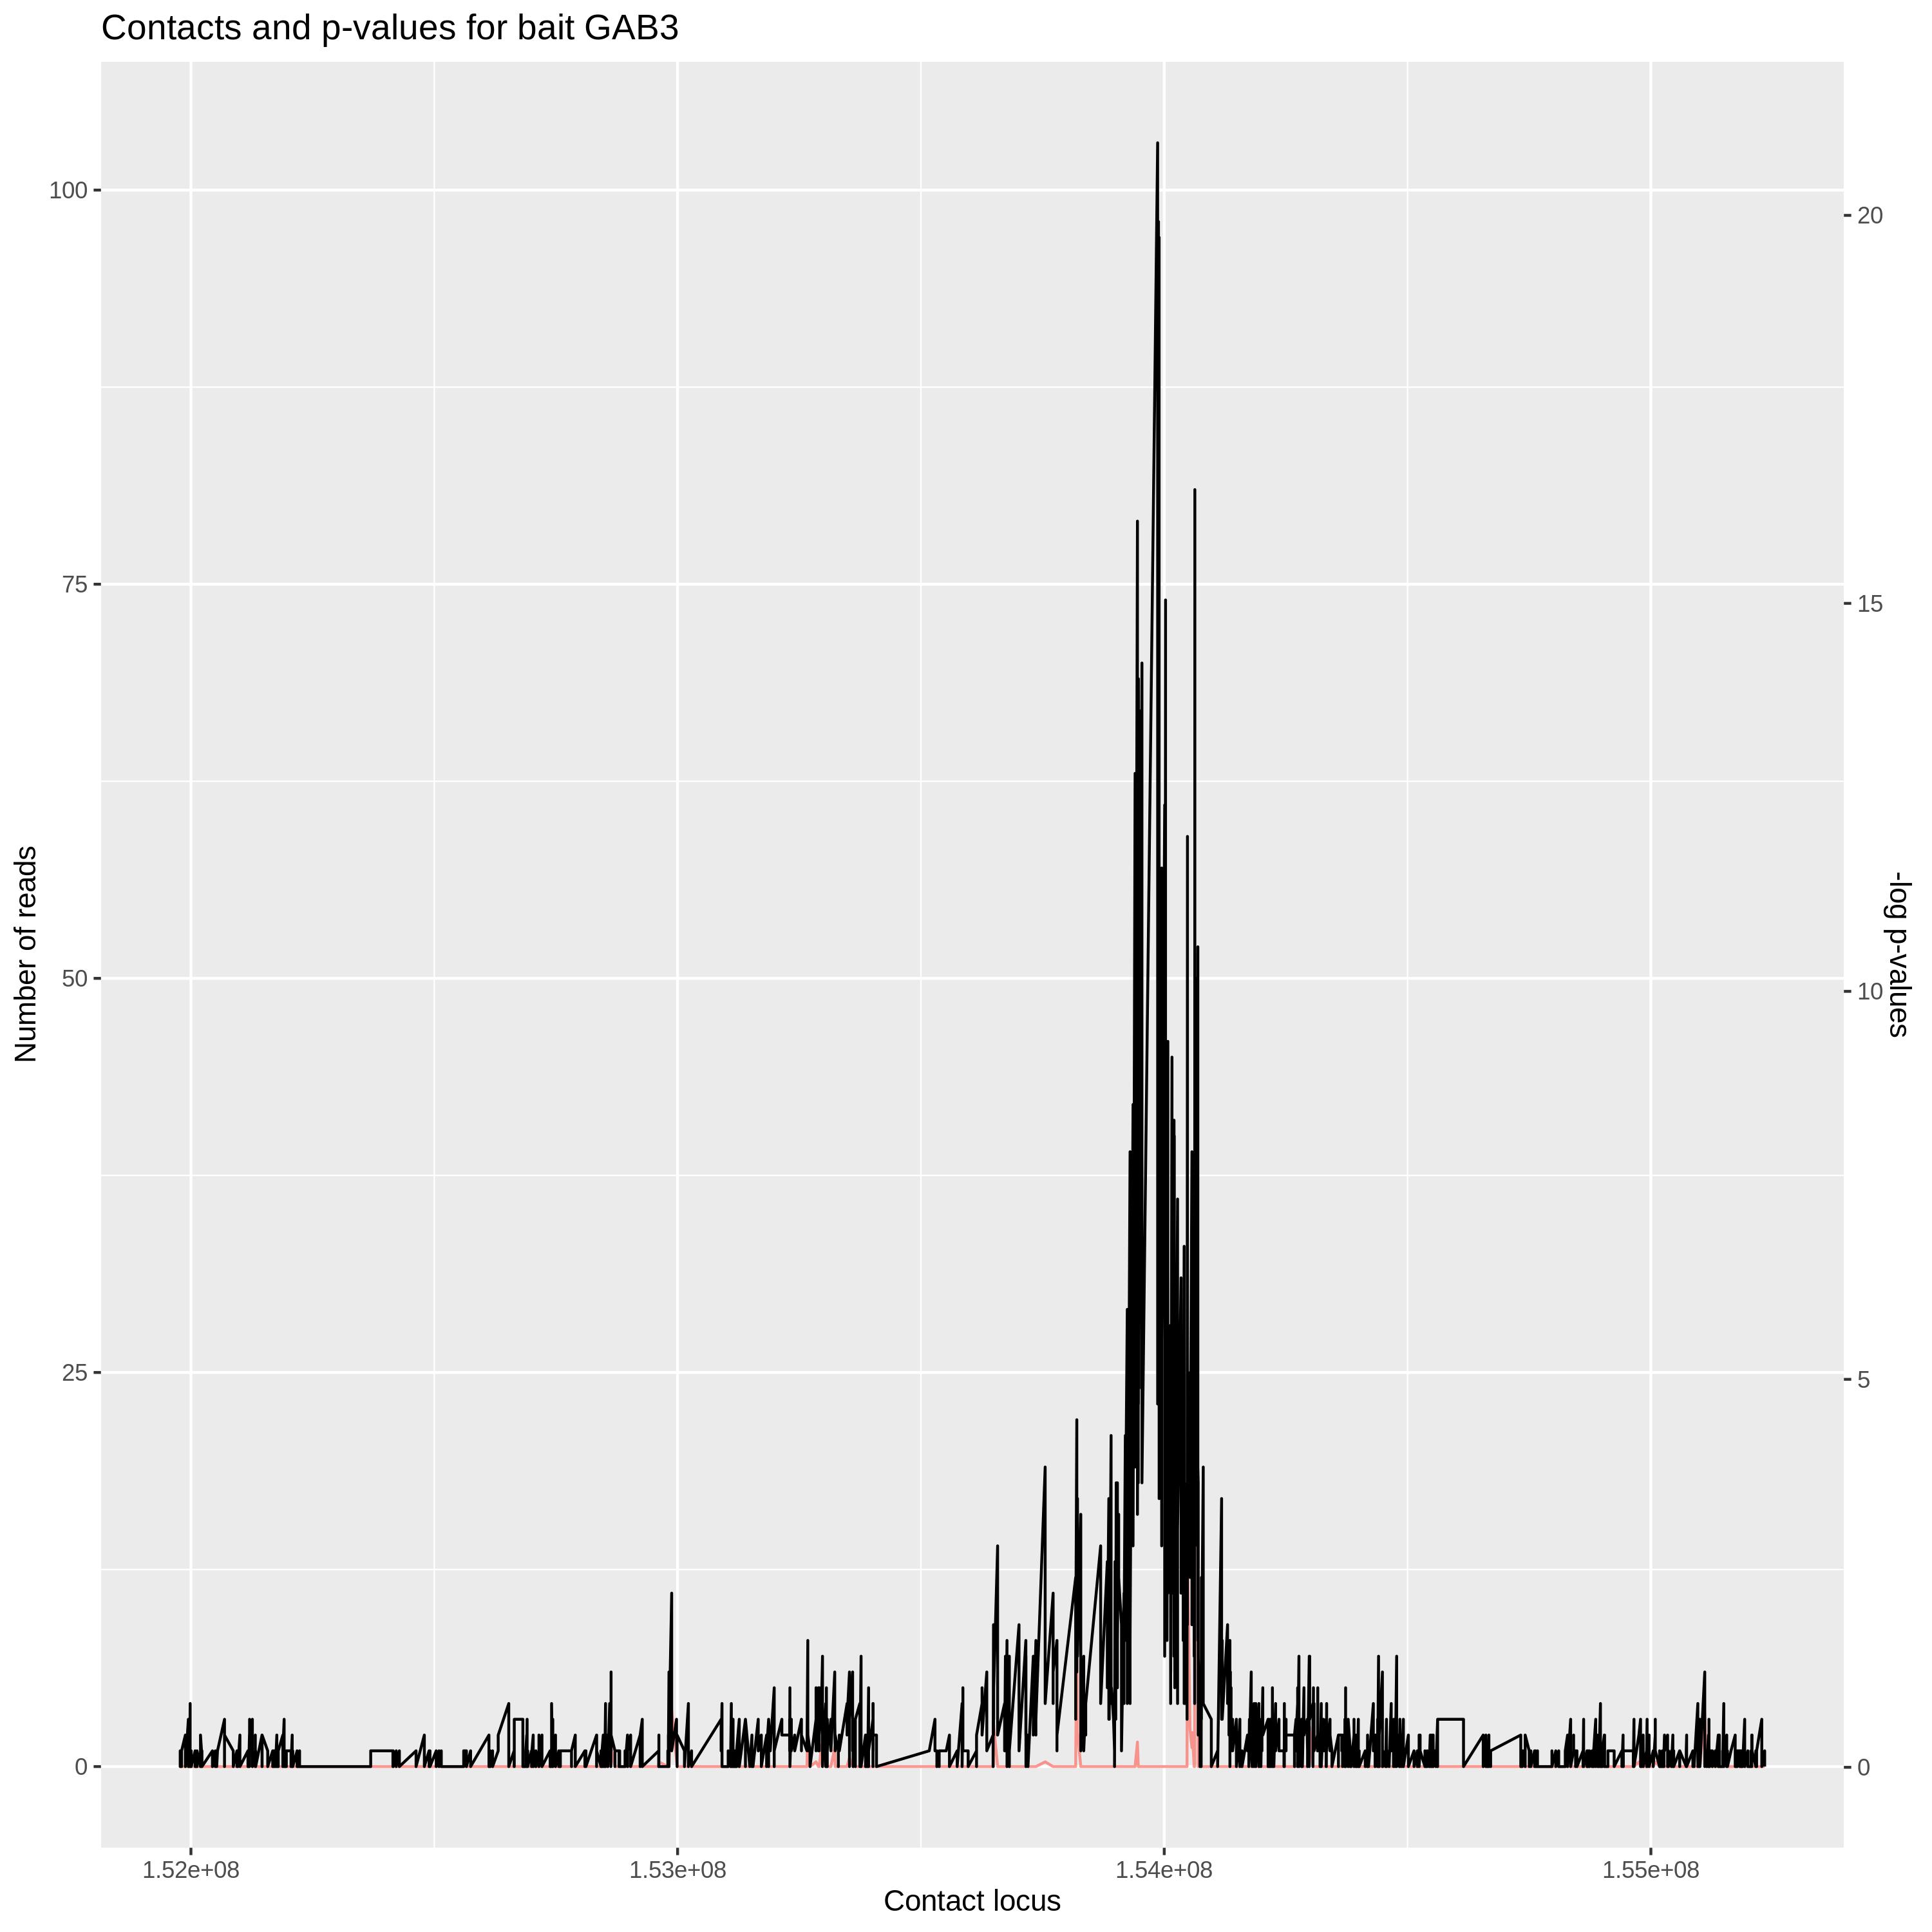 Contacts and p-values for bait GAB3
100
75
50
25
0
Number of reads
20
15
10
5
0
-log p-values
1.52e+08
1.53e+08
1.54e+08
1.55e+08
Contact locus